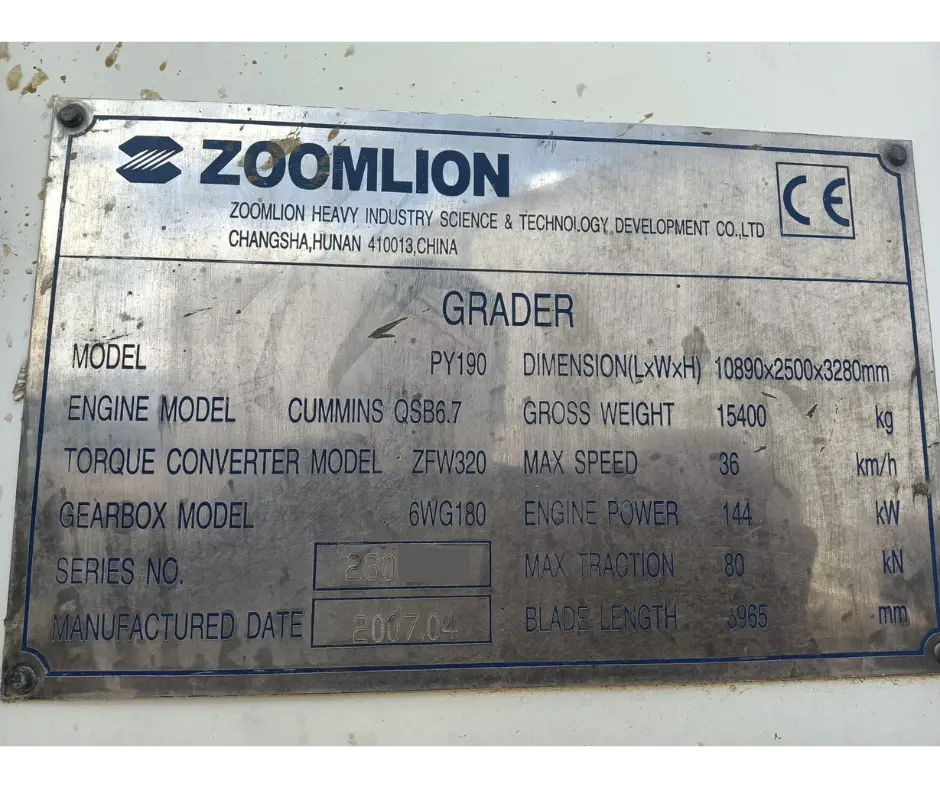 ZOOMLION
ZOOMLION HEAVY INDUSTRY SCIENCE & TECHNOLOGY DEVELOPMENT CO.,LTD
CHANGSHA,HUNAN 410013,CHINA
CE
GRADER
MODEL PY190 DIMENSION(LxWxH) 10890x2500x3280mm
ENGINE MODEL CUMMINS QSB6.7 GROSS WEIGHT 15400 kg
TORQUE CONVERTER MODEL ZFW320 MAX SPEED 36 km/h
GEARBOX MODEL 6WG180 ENGINE POWER 144 kW
SERIES NO. 230 MAX TRACTION 80 kN
MANUFACTURED DATE 2007.04 BLADE LENGTH mm